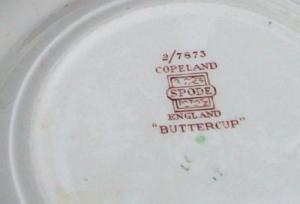 2/7873
COPELAND
SPODE
ENGLAND
"BUTTERCUP"